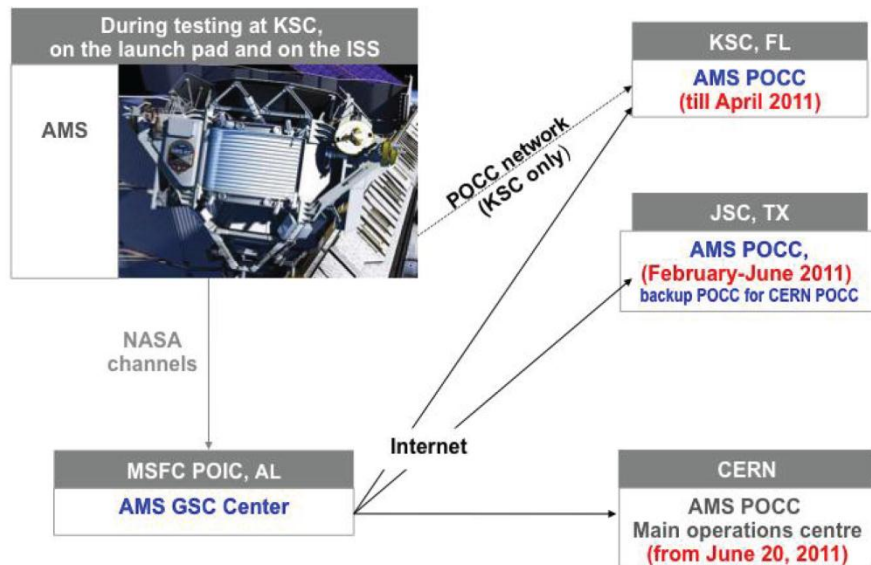 During testing at KSC,
on the launch pad and on the ISS
AMS
KSC, FL
AMS POCC
(till April 2011)
POCC network
(KSC only)
JSC, TX
AMS POCC,
(February-June 2011)
backup POCC for CERN POCC
NASA
channels
Internet
MSFC POIC, AL
AMS GSC Center
CERN
AMS POCC
Main operations centre
(from June 20, 2011)